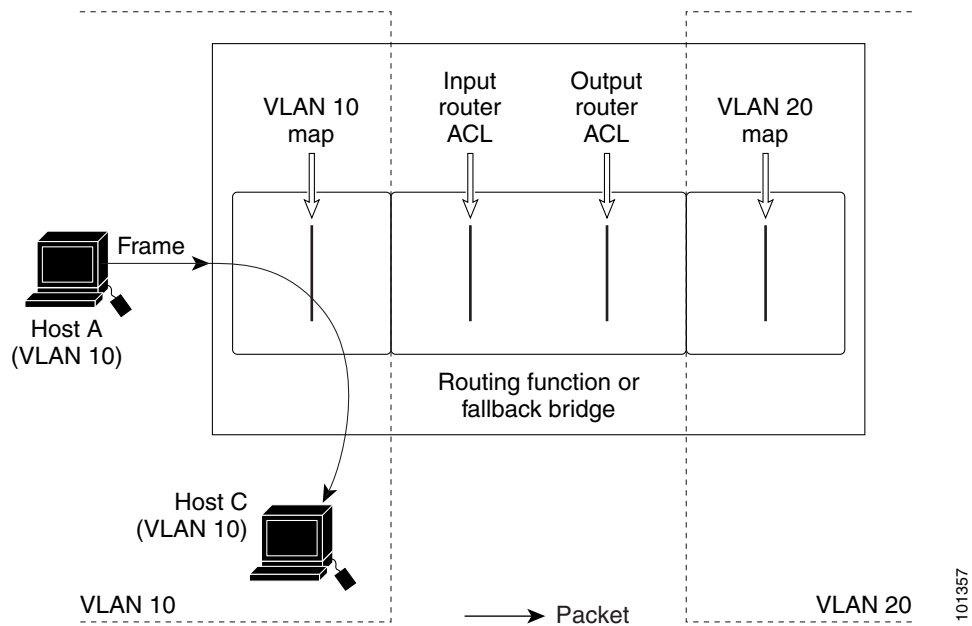 VLAN 10
map
Input
router
ACL
Output
router
ACL
VLAN 20
map
Frame
Host A
(VLAN 10)
Routing function or
fallback bridge
Host C
(VLAN 10)
VLAN 10
Packet
VLAN 20
101357